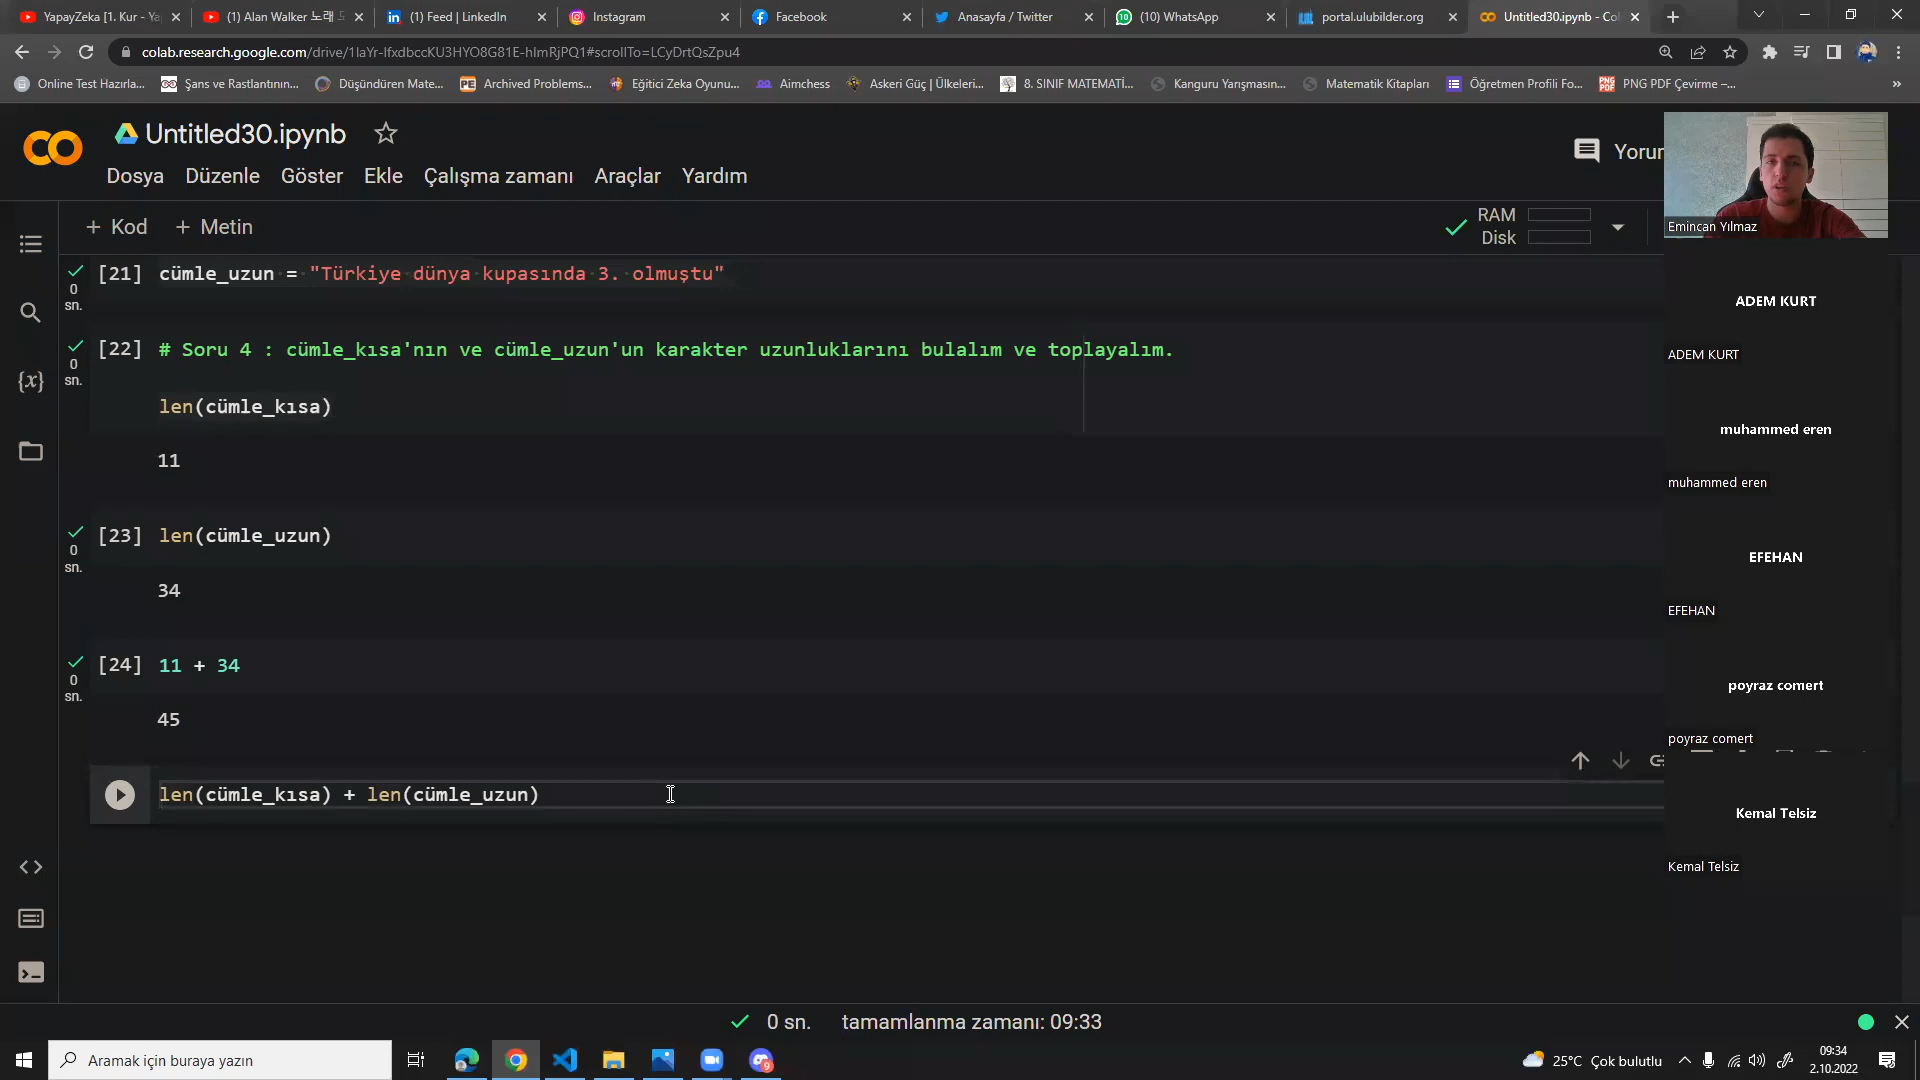 YapayZeka [1. Kur - Ya
(1) Alan Walker 노래 모
(1) Feed | LinkedIn
Instagram
Facebook
Anasayfa / Twitter
(10) WhatsApp
portal.ulubilder.org
Untitled30.ipynb - Co
colab.research.google.com/drive/1IaYr-IfxdbccKU3HYO8G81E-hImRjPQ1#scrollTo=LCyDrtQsZpu4
Online Test Hazırla...
Şans ve Rastlantının...
Düşündüren Mate...
Archived Problems...
Eğitici Zeka Oyunu...
Aimchess
Askeri Güç | Ülkeleri...
8. SINIF MATEMATİ...
Kanguru Yarışmasın...
Matematik Kitapları
Öğretmen Profili Fo...
PNG PDF Çevirme –...
Untitled30.ipynb
Yorum
Dosya Düzenle Göster Ekle Çalışma zamanı Araçlar Yardım
+ Kod + Metin
RAM
Disk
Emincan Yılmaz
[21] cümle_uzun = "Türkiye dünya kupasında 3. olmuştu"
0
sn.
[22] # Soru 4 : cümle_kısa'nın ve cümle_uzun'un karakter uzunluklarını bulalım ve toplayalım.
0
sn.
len(cümle_kısa)
11
[23] len(cümle_uzun)
0
sn.
34
[24] 11 + 34
0
sn.
45
len(cümle_kısa) + len(cümle_uzun)
ADEM KURT
ADEM KURT
muhammed eren
muhammed eren
EFEHAN
EFEHAN
poyraz comert
poyraz comert
Kemal Telsiz
Kemal Telsiz
0 sn. tamamlanma zamanı: 09:33
Aramak için buraya yazın
25°C Çok bulutlu
09:34
2.10.2022